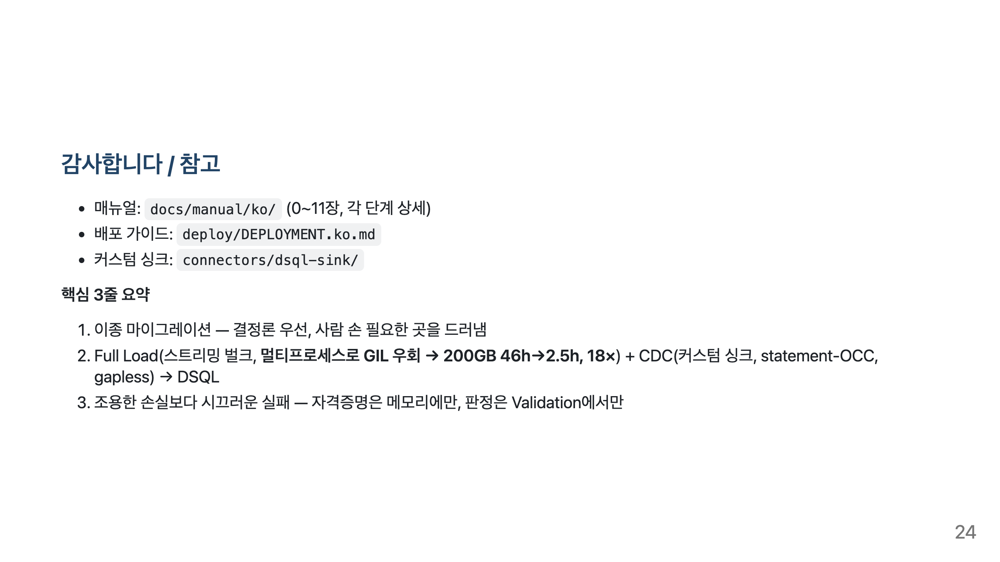 감사합니다 / 참고
• 매뉴얼: docs/manual/ko/ (0~11장, 각 단계 상세)
• 배포 가이드: deploy/DEPLOYMENT.ko.md
• 커스텀 싱크: connectors/dsql-sink/
핵심 3줄 요약
1. 이종 마이그레이션 — 결정론 우선, 사람 손 필요한 곳을 드러냄
2. Full Load(스트리밍 벌크, 멀티프로세스로 GIL 우회 → 200GB 46h→2.5h, 18×) + CDC(커스텀 싱크, statement-OCC,
gapless) → DSQL
3. 조용한 손실보다 시끄러운 실패 — 자격증명은 메모리에만, 판정은 Validation에서만
24